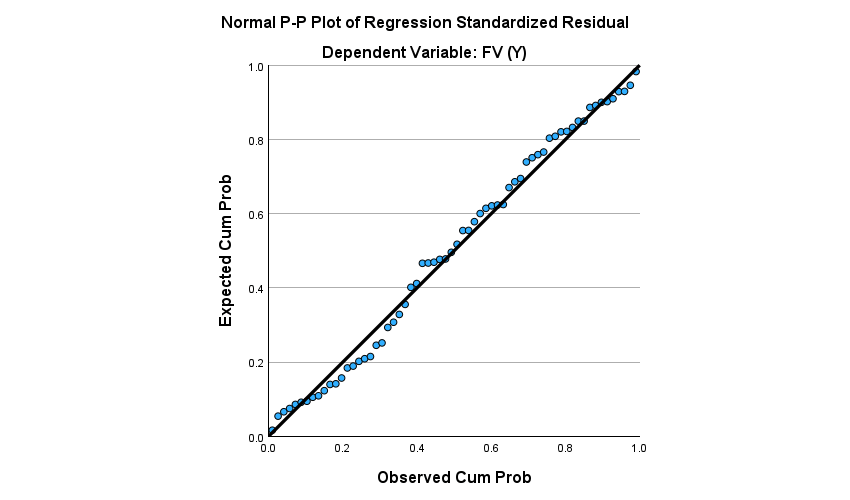 Normal P-P Plot of Regression Standardized Residual
Dependent Variable: FV (Y)
Expected Cum Prob
1.0
0.8
0.6
0.4
0.2
0.0
0.0 0.2 0.4 0.6 0.8 1.0
Observed Cum Prob